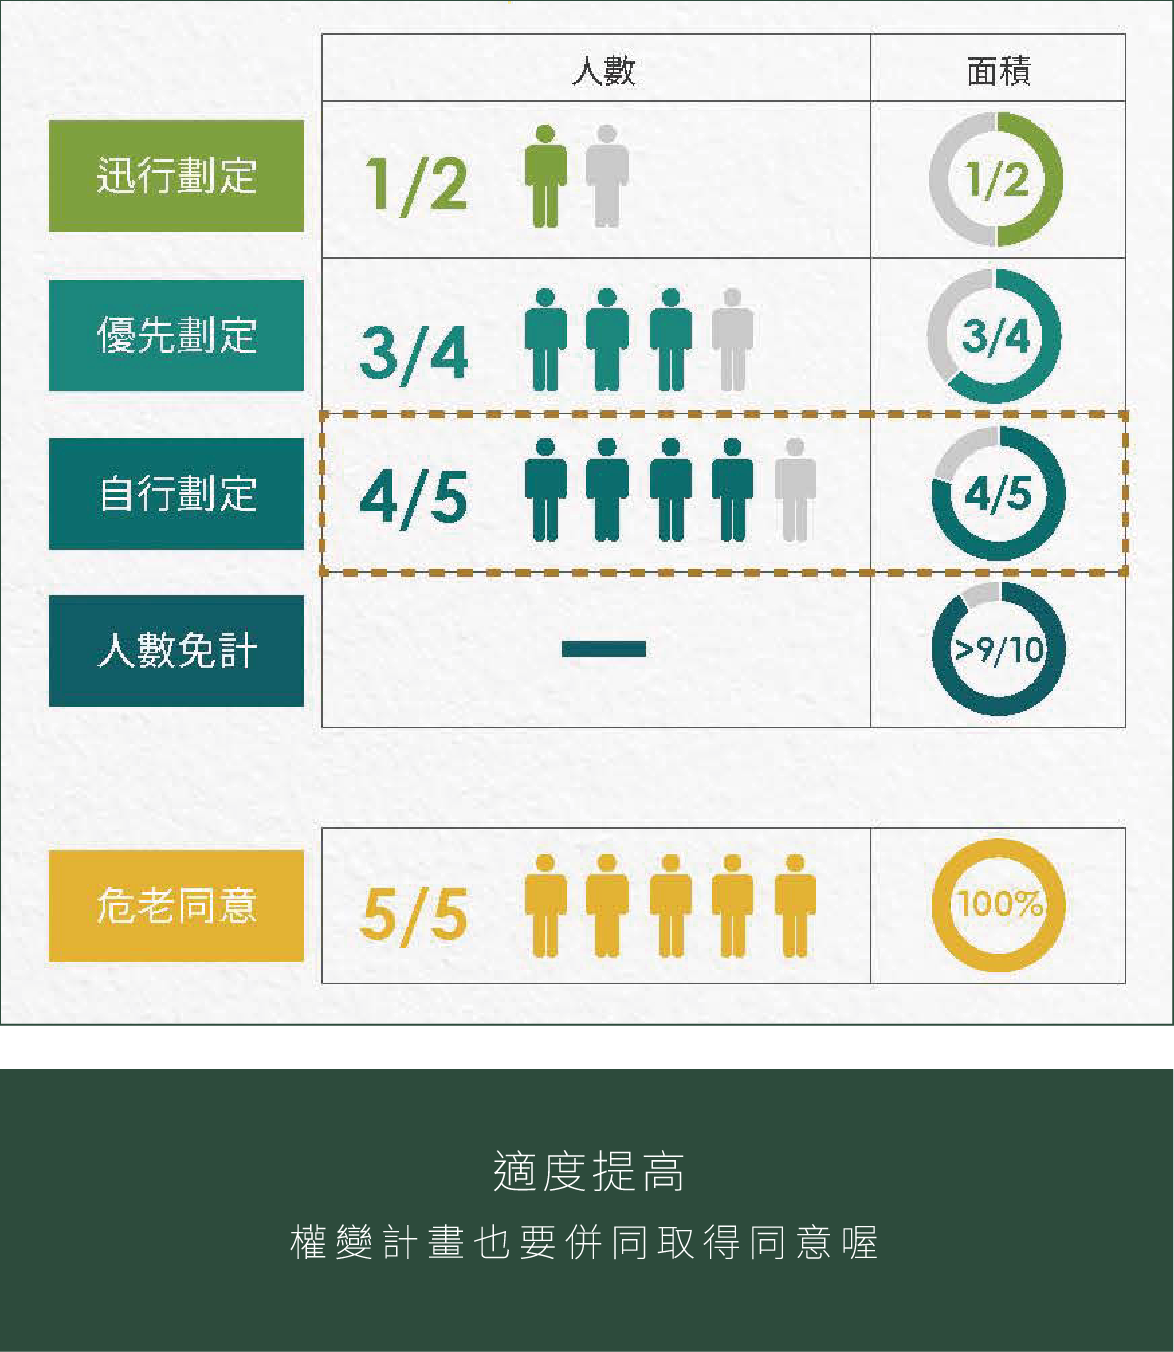 人數
面積
迅行劃定
1/2
1/2
優先劃定
3/4
3/4
自行劃定
4/5
4/5
人數免計
>9/10
危老同意
5/5
100%
適度提高
權變計畫也要併同取得同意喔